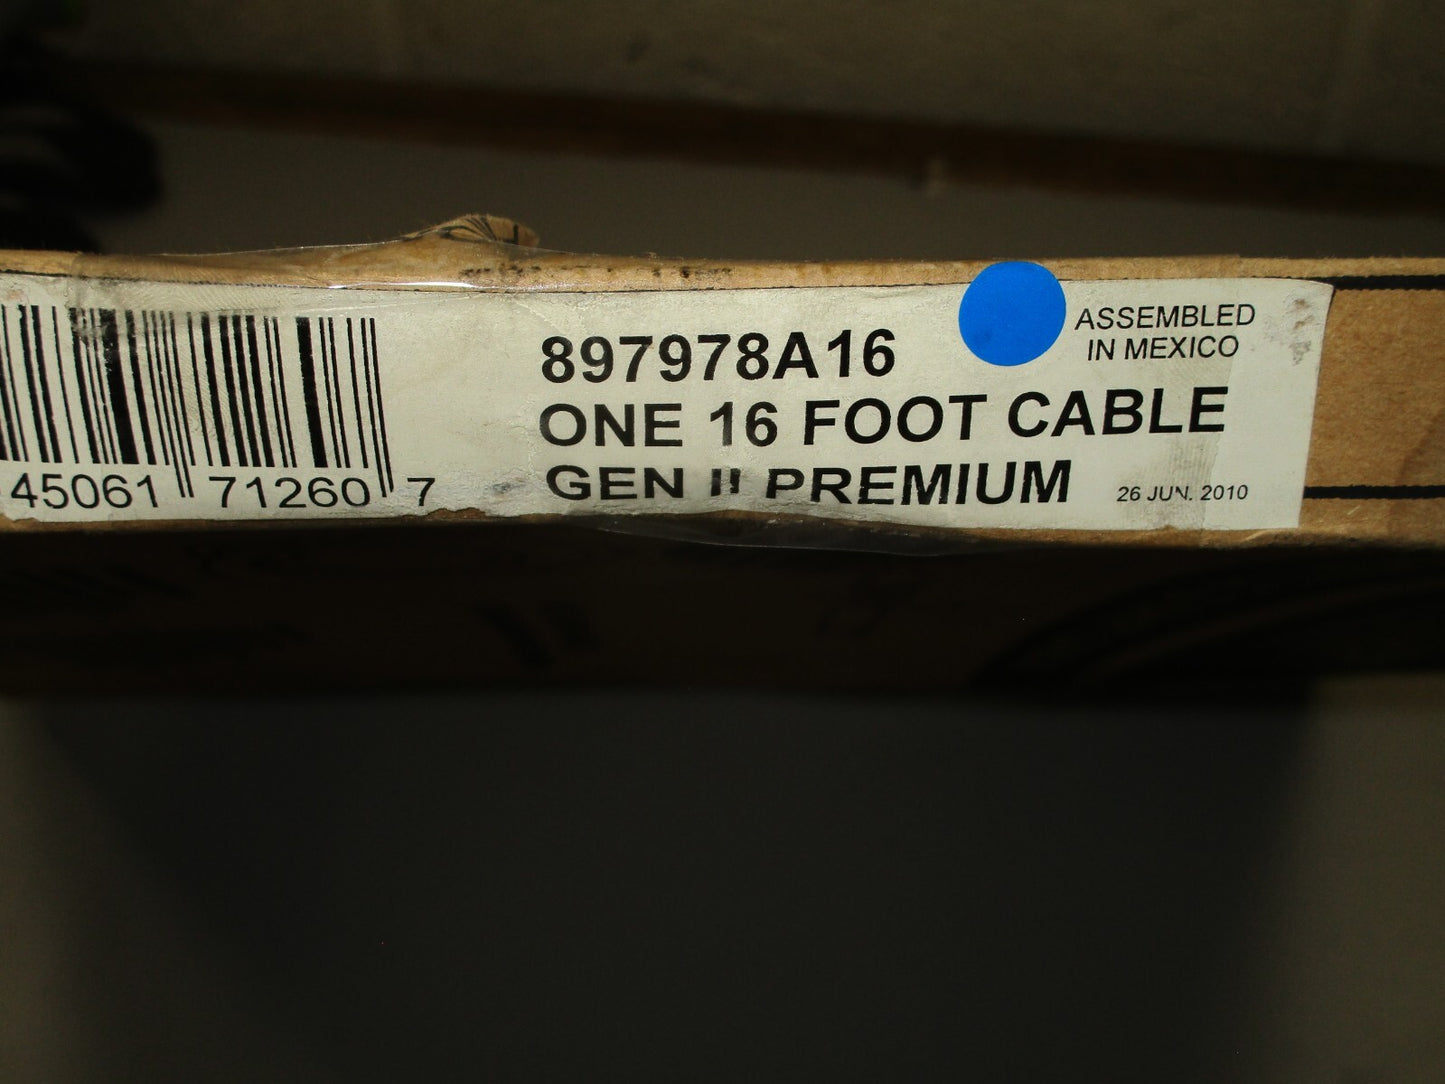 897978A16
ASSEMBLED
IN MEXICO
ONE 16 FOOT CABLE
GEN II PREMIUM
26 JUN. 2010
45061 71260 7